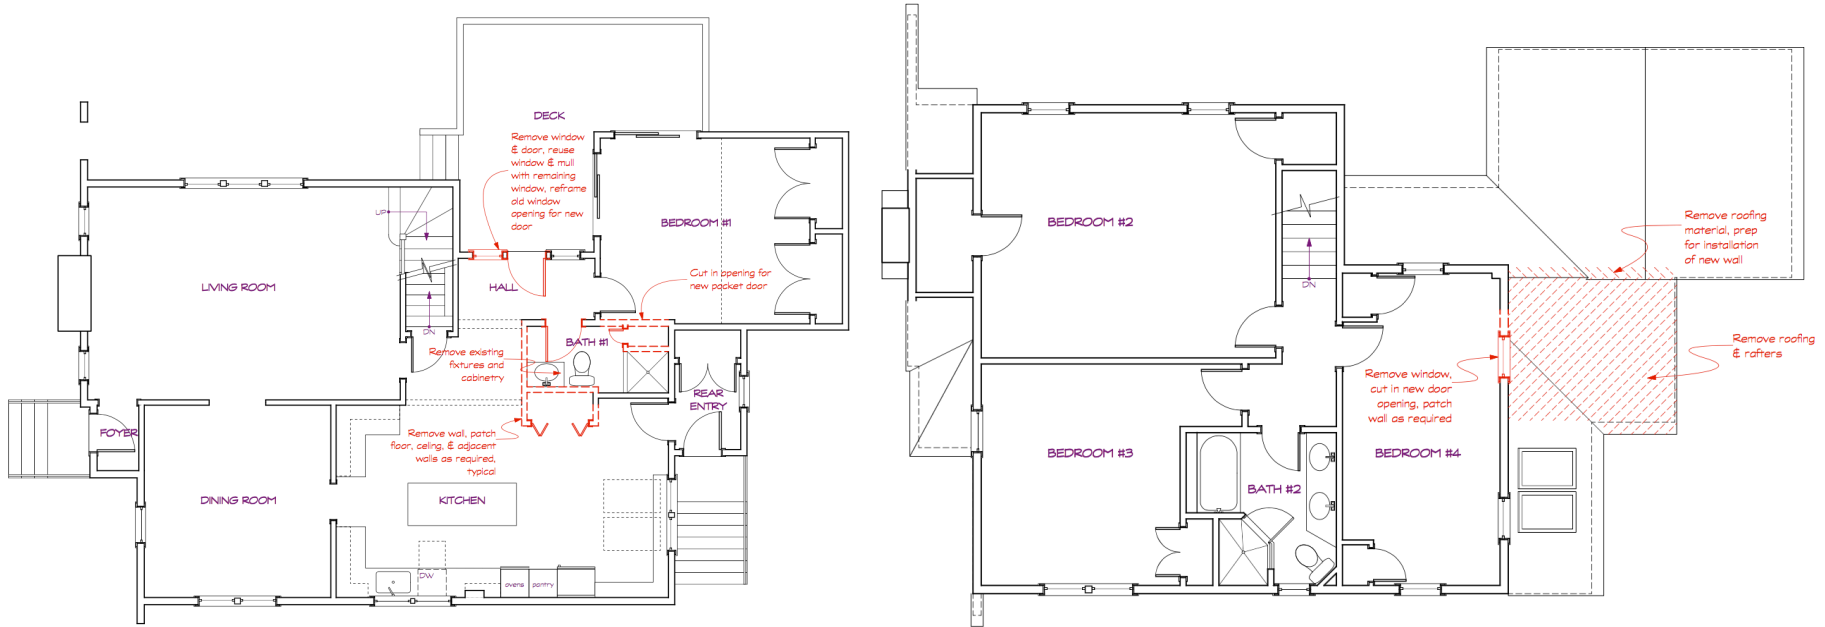 DECK
Remove window
& door, reuse
window & mull
with remaining
window, reframe
old window
opening for new
door
UP
BEDROOM #1
LIVING ROOM
HALL
Cut in opening for
new pocket door
DN
BATH #1
Remove existing
fixtures and
cabinetry
REAR
ENTRY
FOYER
Remove wall, patch
floor, celing, & adjacent
walls as required,
typical
DINING ROOM
KITCHEN
DW
ovens
pantry
BEDROOM #2
DN
Remove roofing
material, prep
for installation
of new wall
Remove roofing
& rafters
Remove window,
cut in new door
opening, patch
wall as required
BEDROOM #3
BEDROOM #4
BATH #2